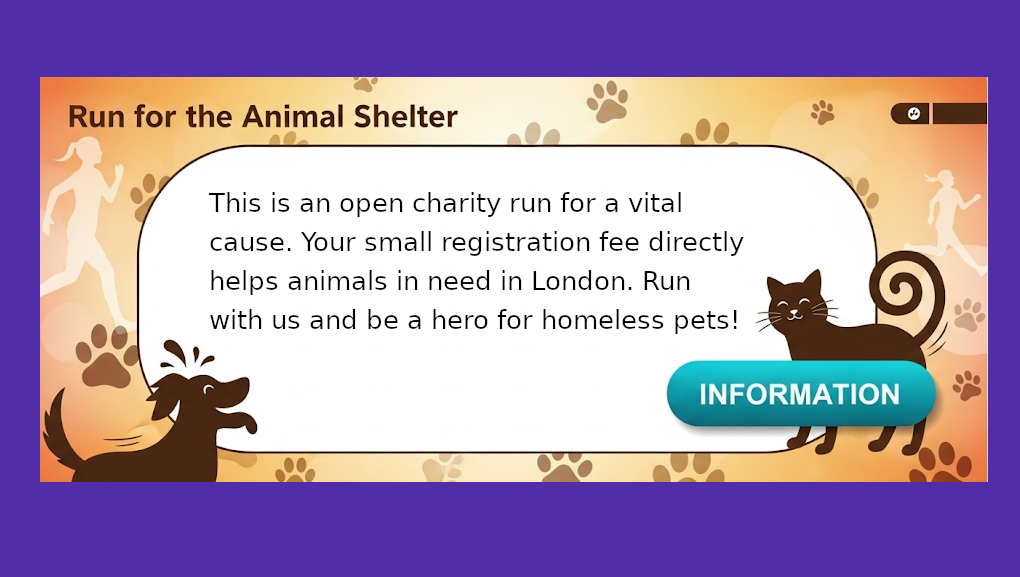 Run for the Animal Shelter
This is an open charity run for a vital
cause. Your small registration fee directly
helps animals in need in London. Run
with us and be a hero for homeless pets!
INFORMATION